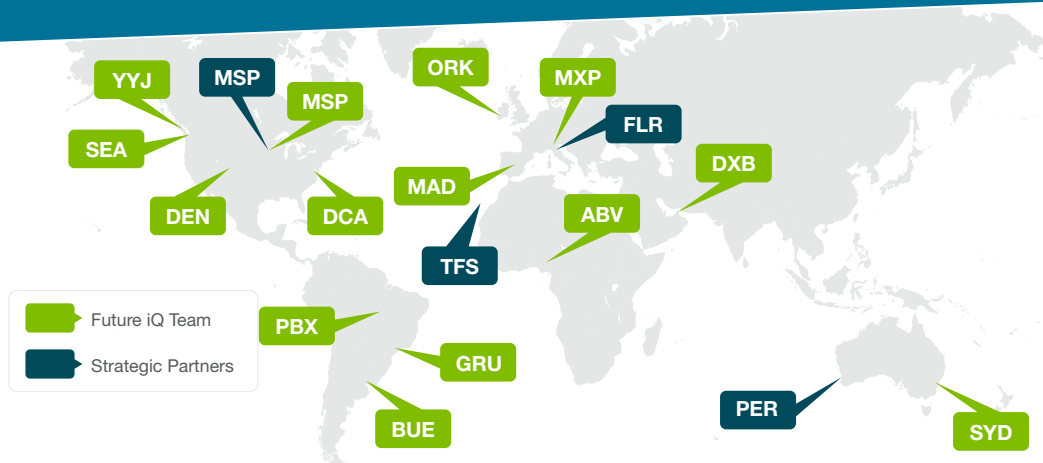 ORK
MXP
YYJ
MSP
MSP
FLR
SEA
DXB
MAD
ABV
DEN
DCA
TFS
Future iQ Team
PBX
GRU
Strategic Partners
PER
BUE
SYD